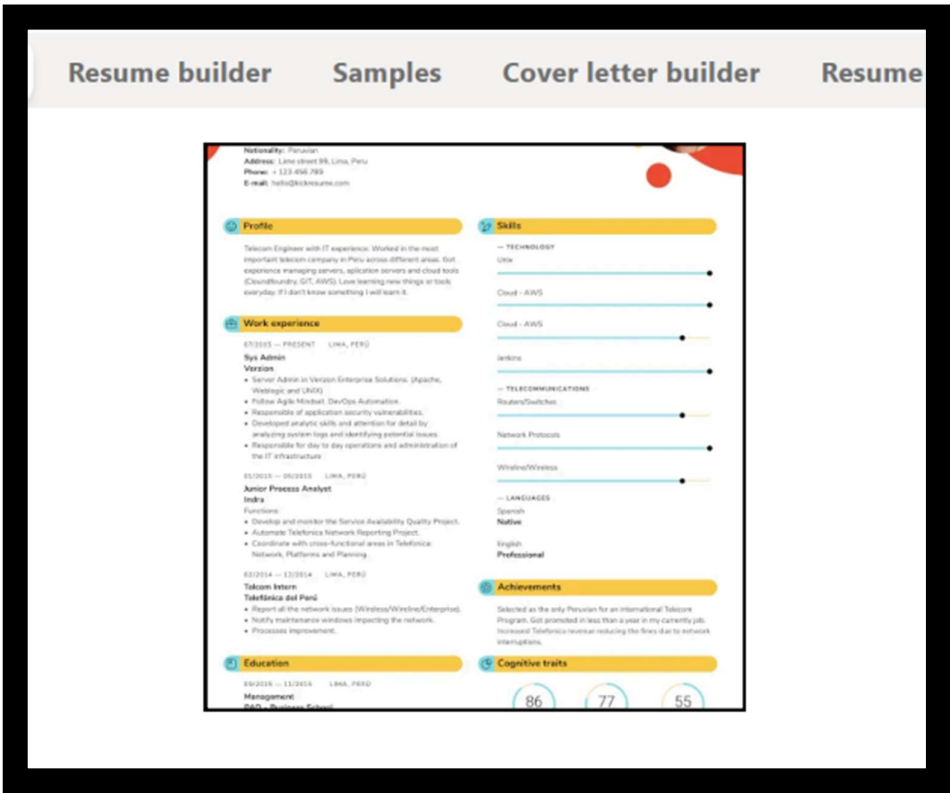 Resume builder
Samples
Cover letter builder
Resume
Nationality: Peruvian
Address: Lime street 99, Lima, Peru
Phone: + 123 456 789
E-mail: hello@kickresume.com
Profile
Telecom Engineer with IT experience. Worked in the most
important telecom company in Peru across different areas. Got
experience managing servers, aplication servers and cloud tools
(Cloundfoundry, GIT, AWS). Love learning new things or tools
everyday. If I don't know something I will learn it.
Work experience
07/2015 — PRESENT LIMA, PERÚ
Sys Admin
Verzion
• Server Admin in Verizon Enterprise Solutions. (Apache,
Weblogic and UNIX)
• Follow Agile Mindset. DevOps Automation.
• Responsible of application security vulnerabilities.
• Developed analytic skills and attention for detail by
analyzing system logs and identifying potential issues.
• Responsible for day to day operations and administration of
the IT infrastructure
01/2015 — 05/2015 LIMA, PERÚ
Junior Process Analyst
Indra
Functions:
• Develop and monitor the Service Availability Quality Project.
• Automate Telefonica Network Reporting Project.
• Coordinate with cross-functional areas in Telefonica:
Network, Platforms and Planning.
02/2014 — 12/2014 LIMA, PERÚ
Telcom Intern
Telefónica del Perú
• Report all the network issues (Wireless/Wireline/Enterprise).
• Notify maintenance windows impacting the network.
• Processes improvement.
Education
09/2015 — 11/2015 LIMA, PERÚ
Management
PAD - Business School
Skills
— TECHNOLOGY
Unix
Cloud - AWS
Cloud - AWS
Jenkins
— TELECOMMUNICATIONS
Routers/Switches
Network Protocols
Wireline/Wireless
— LANGUAGES
Spanish
Native
English
Professional
Achievements
Selected as the only Peruvian for an international Telecom
Program. Got promoted in less than a year in my currently job.
Increased Telefonica revenue reducing the fines due to network
interruptions.
Cognitive traits
86
77
55